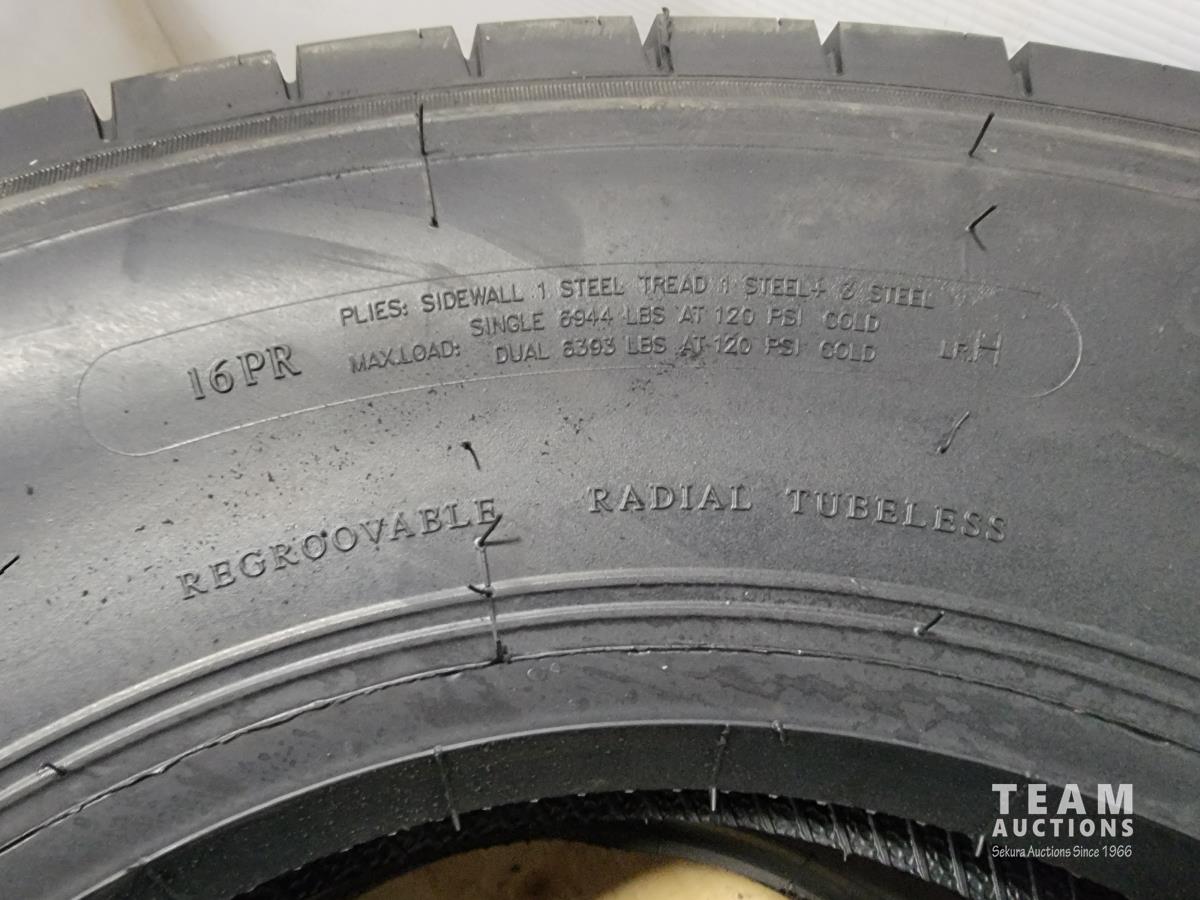 PLIES: SIDEWALL 1 STEEL TREAD 1 STEEL+ 3 STEEL
SINGLE 6944 LBS AT 120 PSI COLD
16PR MAX.LOAD: DUAL 6393 LBS AT 120 PSI COLD LR:H
REGROOVABLE RADIAL TUBELESS
TEAM
AUCTIONS
Sekura Auctions Since 1966